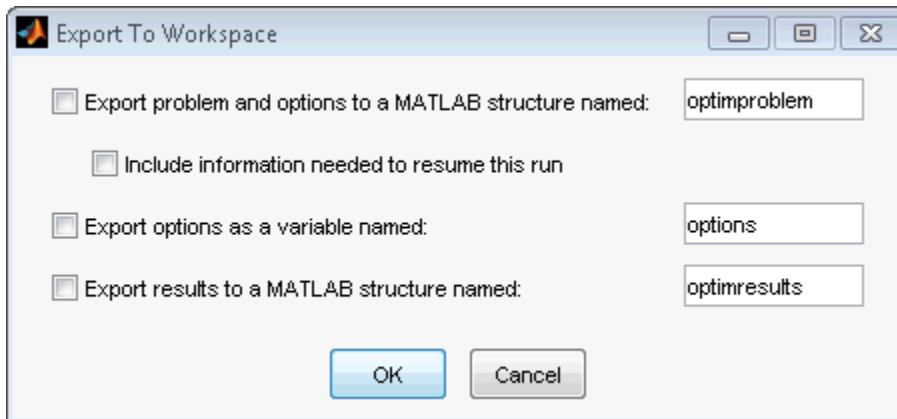 Export To Workspace
Export problem and options to a MATLAB structure named: optimproblem
Include information needed to resume this run
Export options as a variable named: options
Export results to a MATLAB structure named: optimresults
OK Cancel